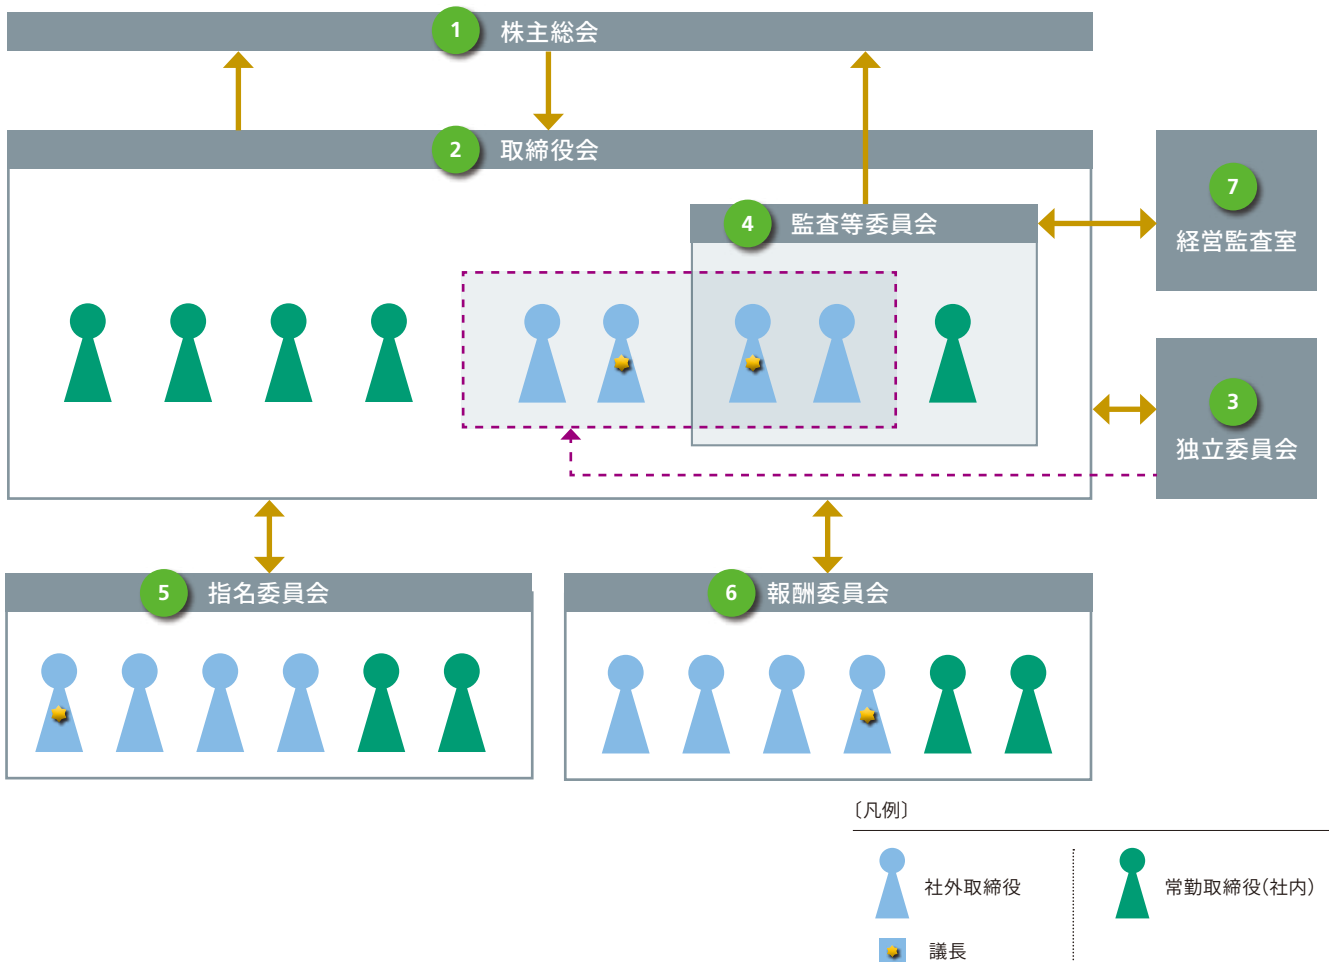 1 株主総会
2 取締役会
7
経営監査室
4 監査等委員会
3
独立委員会
5 指名委員会
6 報酬委員会
〔凡例〕
社外取締役
常勤取締役(社内)
議長